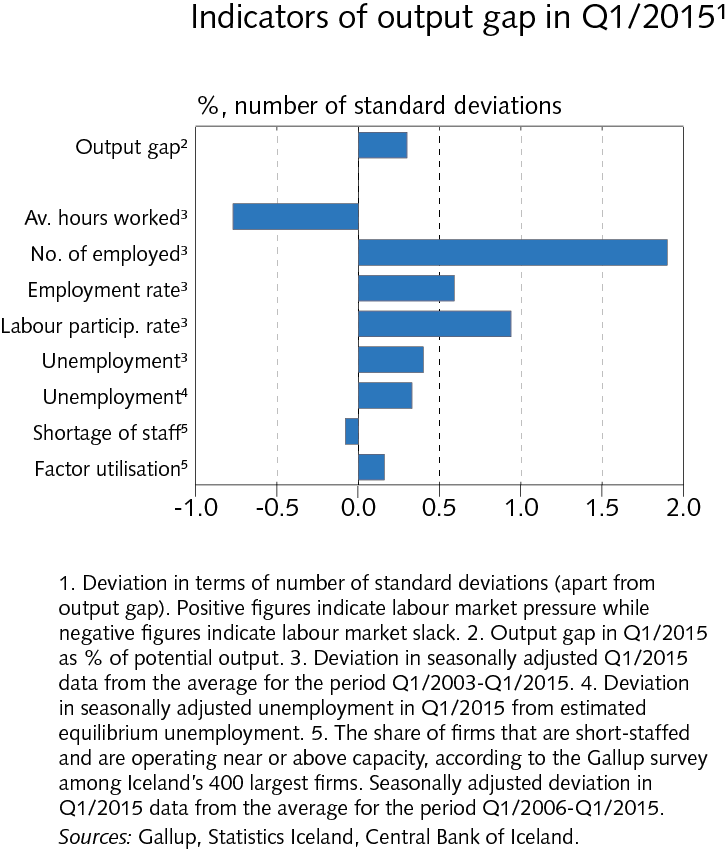 Indicators of output gap in Q1/2015¹
%, number of standard deviations
Output gap²
Av. hours worked³
No. of employed³
Employment rate³
Labour particip. rate³
Unemployment³
Unemployment⁴
Shortage of staff⁵
Factor utilisation⁵
-1.0 -0.5 0.0 0.5 1.0 1.5 2.0
1. Deviation in terms of number of standard deviations (apart from
output gap). Positive figures indicate labour market pressure while
negative figures indicate labour market slack. 2. Output gap in Q1/2015
as % of potential output. 3. Deviation in seasonally adjusted Q1/2015
data from the average for the period Q1/2003-Q1/2015. 4. Deviation
in seasonally adjusted unemployment in Q1/2015 from estimated
equilibrium unemployment. 5. The share of firms that are short-staffed
and are operating near or above capacity, according to the Gallup survey
among Iceland's 400 largest firms. Seasonally adjusted deviation in
Q1/2015 data from the average for the period Q1/2006-Q1/2015.
Sources: Gallup, Statistics Iceland, Central Bank of Iceland.